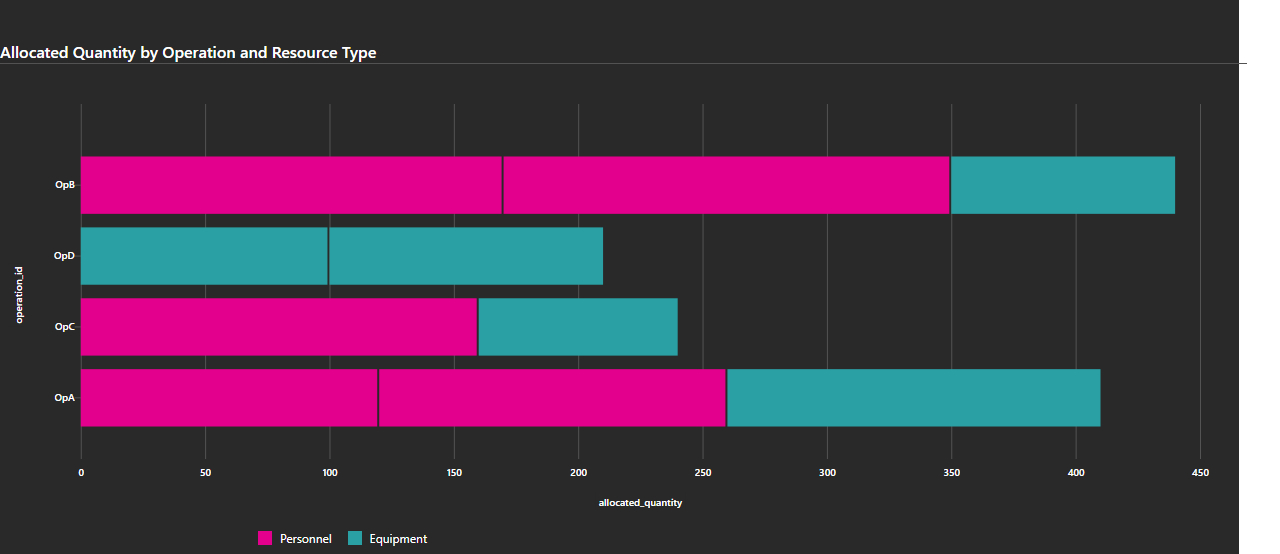 Allocated Quantity by Operation and Resource Type
OpB
OpD
OpC
OpA
operation_id
0 50 100 150 200 250 300 350 400 450
allocated_quantity
Personnel Equipment